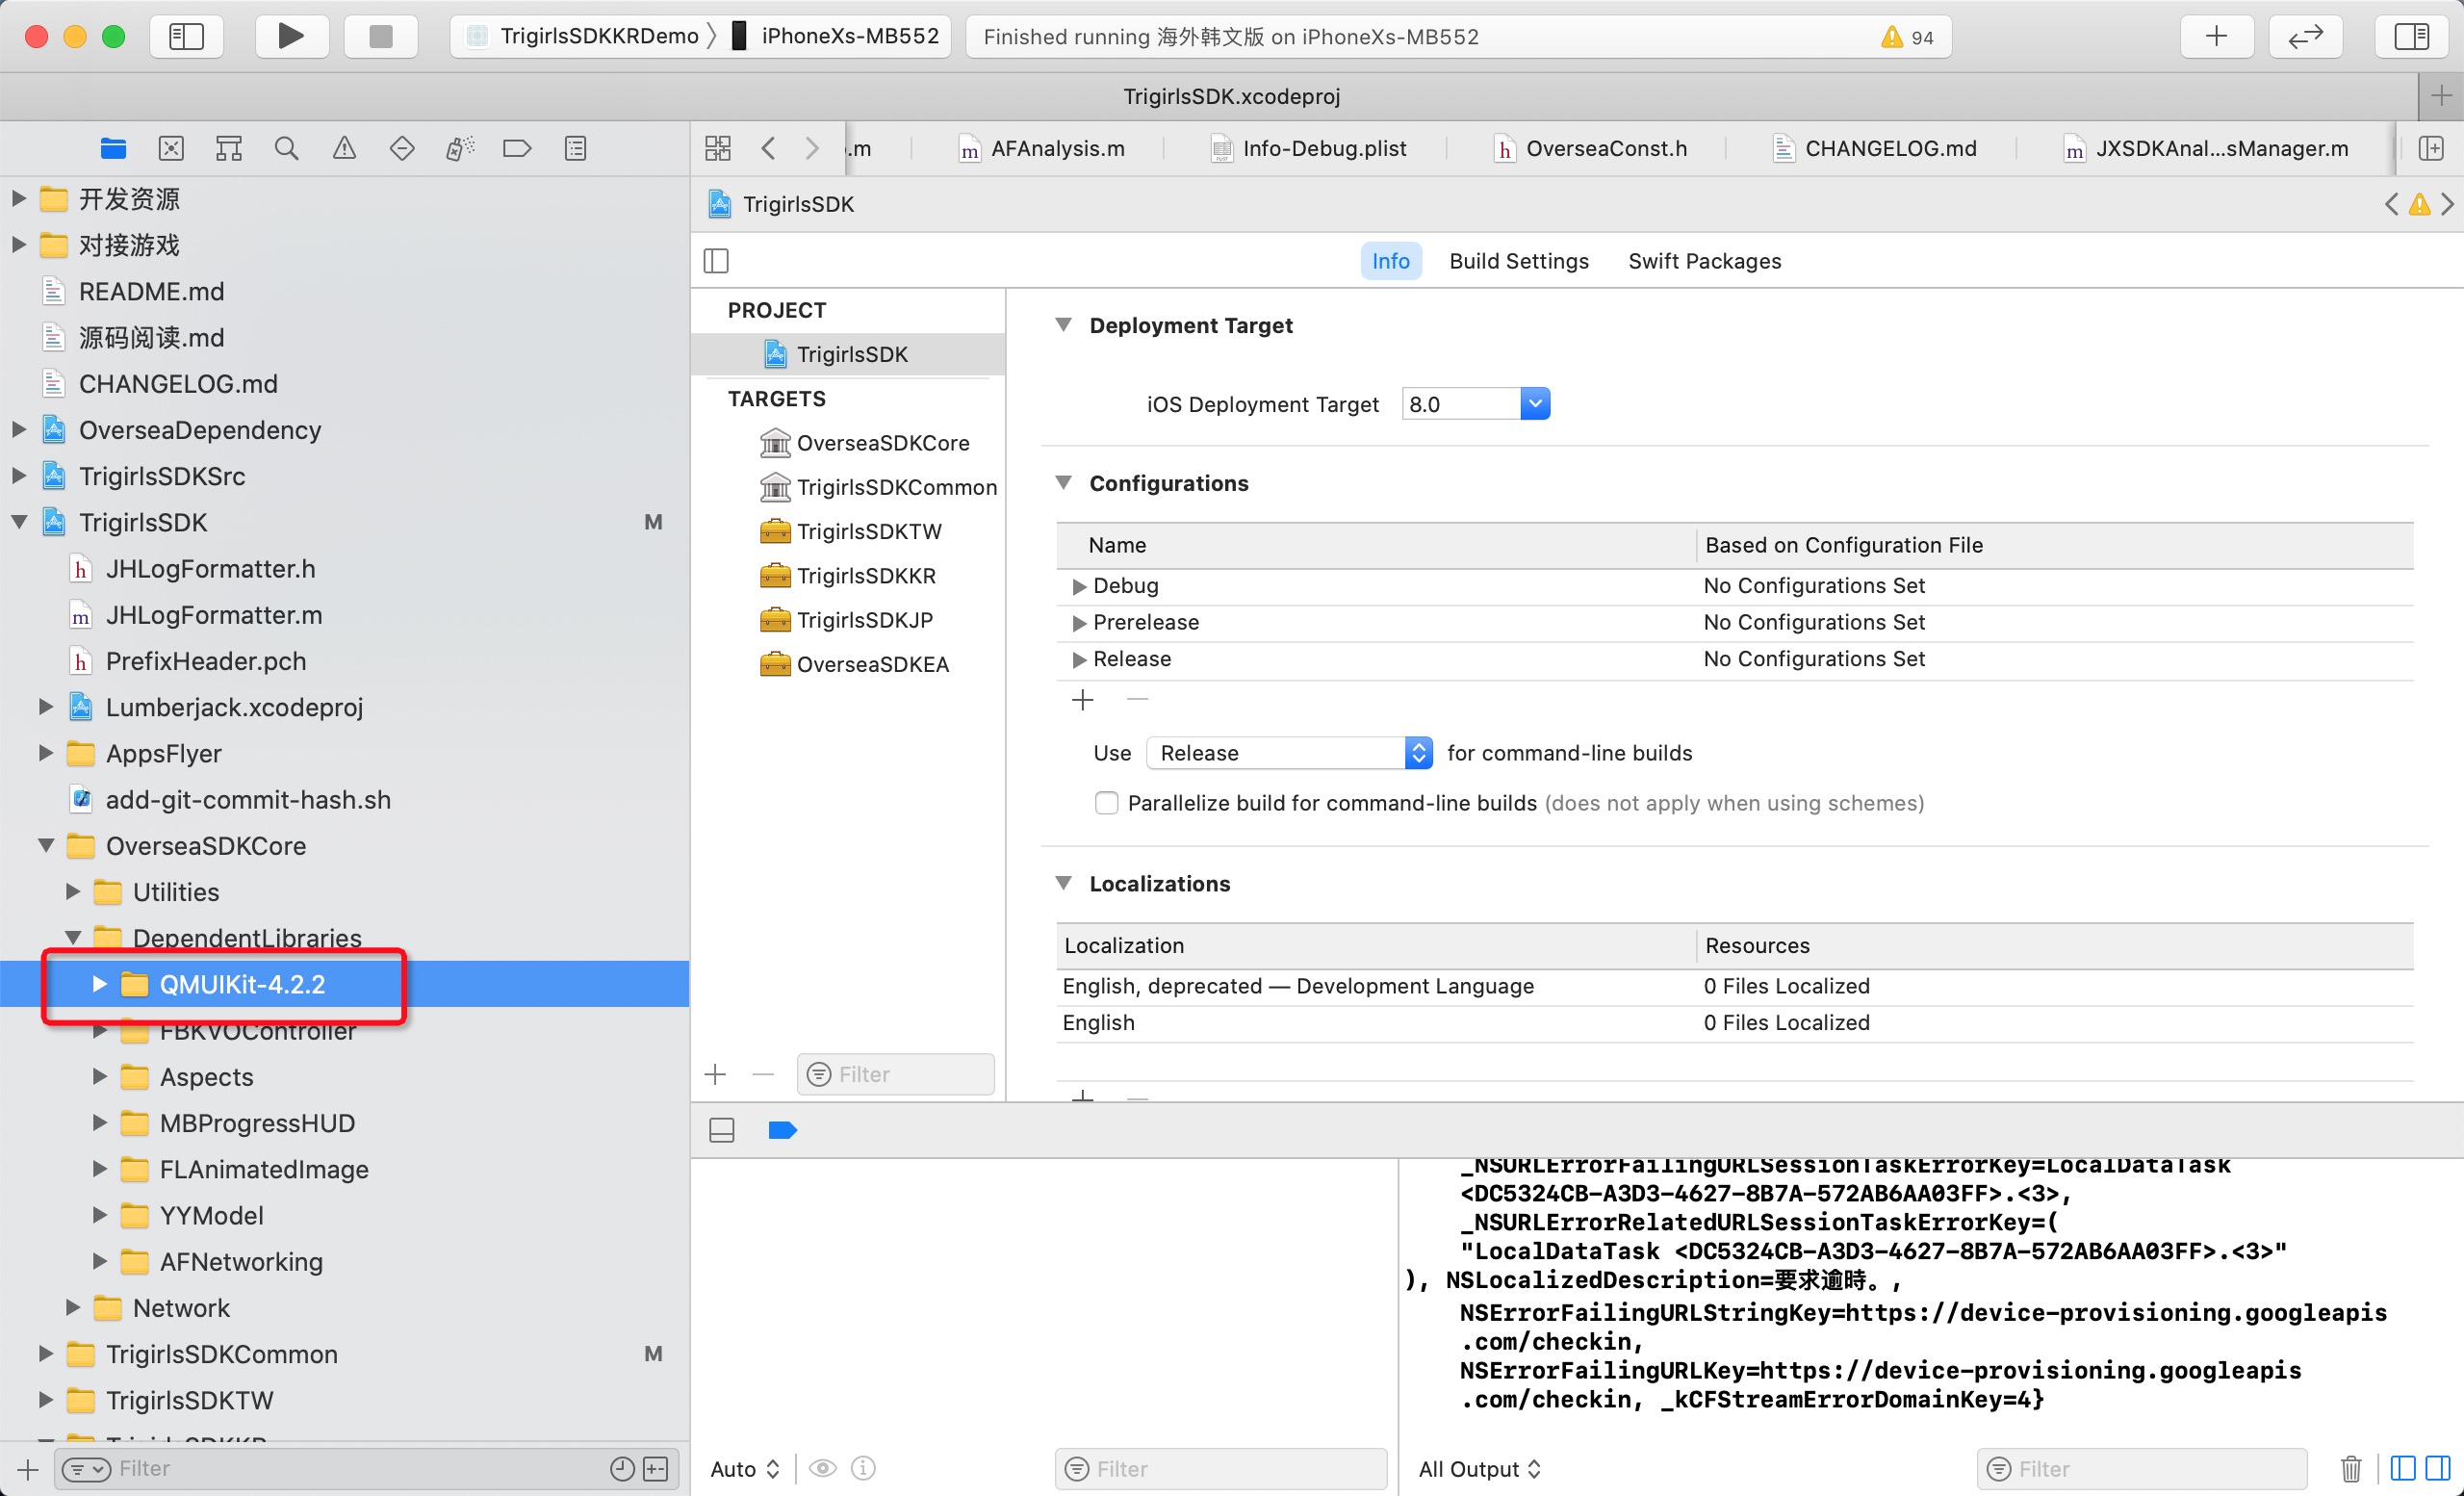 TrigirlsSDKKRDemo
iPhoneXs-MB552
Finished running 海外韩文版 on iPhoneXs-MB552
94
TrigirlsSDK.xcodeproj
.m
AFAnalysis.m
Info-Debug.plist
OverseaConst.h
CHANGELOG.md
JXSDKAnal...sManager.m
开发资源
对接游戏
README.md
源码阅读.md
CHANGELOG.md
OverseaDependency
TrigirlsSDKSrc
TrigirlsSDK M
JHLogFormatter.h
JHLogFormatter.m
PrefixHeader.pch
Lumberjack.xcodeproj
AppsFlyer
add-git-commit-hash.sh
OverseaSDKCore
Utilities
DependentLibraries
QMUIKit-4.2.2
FBKVOController
Aspects
MBProgressHUD
FLAnimatedImage
YYModel
AFNetworking
Network
TrigirlsSDKCommon M
TrigirlsSDKTW
Filter
TrigirlsSDK
Info
Build Settings
Swift Packages
PROJECT
TrigirlsSDK
TARGETS
OverseaSDKCore
TrigirlsSDKCommon
TrigirlsSDKTW
TrigirlsSDKKR
TrigirlsSDKJP
OverseaSDKEA
Filter
Deployment Target
iOS Deployment Target 8.0
Configurations
Name Based on Configuration File
Debug No Configurations Set
Prerelease No Configurations Set
Release No Configurations Set
Use Release for command-line builds
Parallelize build for command-line builds (does not apply when using schemes)
Localizations
Localization Resources
English, deprecated — Development Language 0 Files Localized
English 0 Files Localized
_NSURLErrorFailingURLSessionTaskErrorKey=LocalDataTask
<DC5324CB-A3D3-4627-8B7A-572AB6AA03FF>.<3>,
_NSURLErrorRelatedURLSessionTaskErrorKey=(
"LocalDataTask <DC5324CB-A3D3-4627-8B7A-572AB6AA03FF>.<3>"
), NSLocalizedDescription=要求逾時。,
NSErrorFailingURLStringKey=https://device-provisioning.googleapis
.com/checkin,
NSErrorFailingURLKey=https://device-provisioning.googleapis
.com/checkin, _kCFStreamErrorDomainKey=4}
Auto
Filter
All Output
Filter